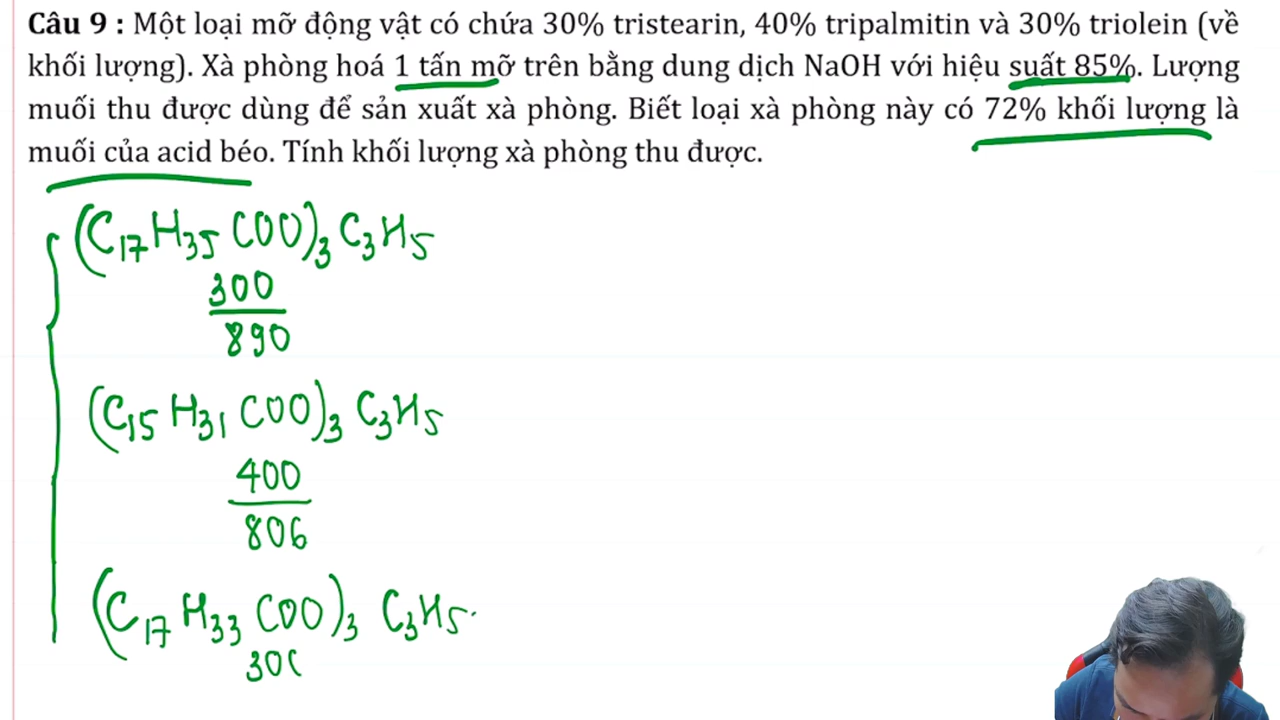 Câu 9 : Một loại mỡ động vật có chứa 30% tristearin, 40% tripalmitin và 30% triolein (về
khối lượng). Xà phòng hoá 1 tấn mỡ trên bằng dung dịch NaOH với hiệu suất 85%. Lượng
muối thu được dùng để sản xuất xà phòng. Biết loại xà phòng này có 72% khối lượng là
muối của acid béo. Tính khối lượng xà phòng thu được.
(C₁₇H₃₅COO)₃C₃H₅
300
890
(C₁₅H₃₁COO)₃C₃H₅
400
806
(C₁₇H₃₃COO)₃C₃H₅.